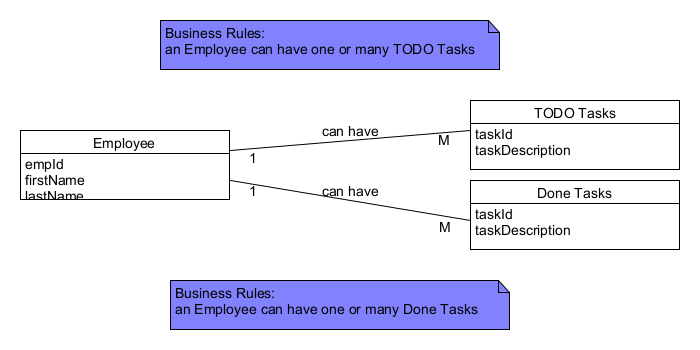 Business Rules:
an Employee can have one or many TODO Tasks
TODO Tasks
taskId
taskDescription
can have
1
M
Employee
empId
firstName
lastName
can have
1
M
Done Tasks
taskId
taskDescription
Business Rules:
an Employee can have one or many Done Tasks